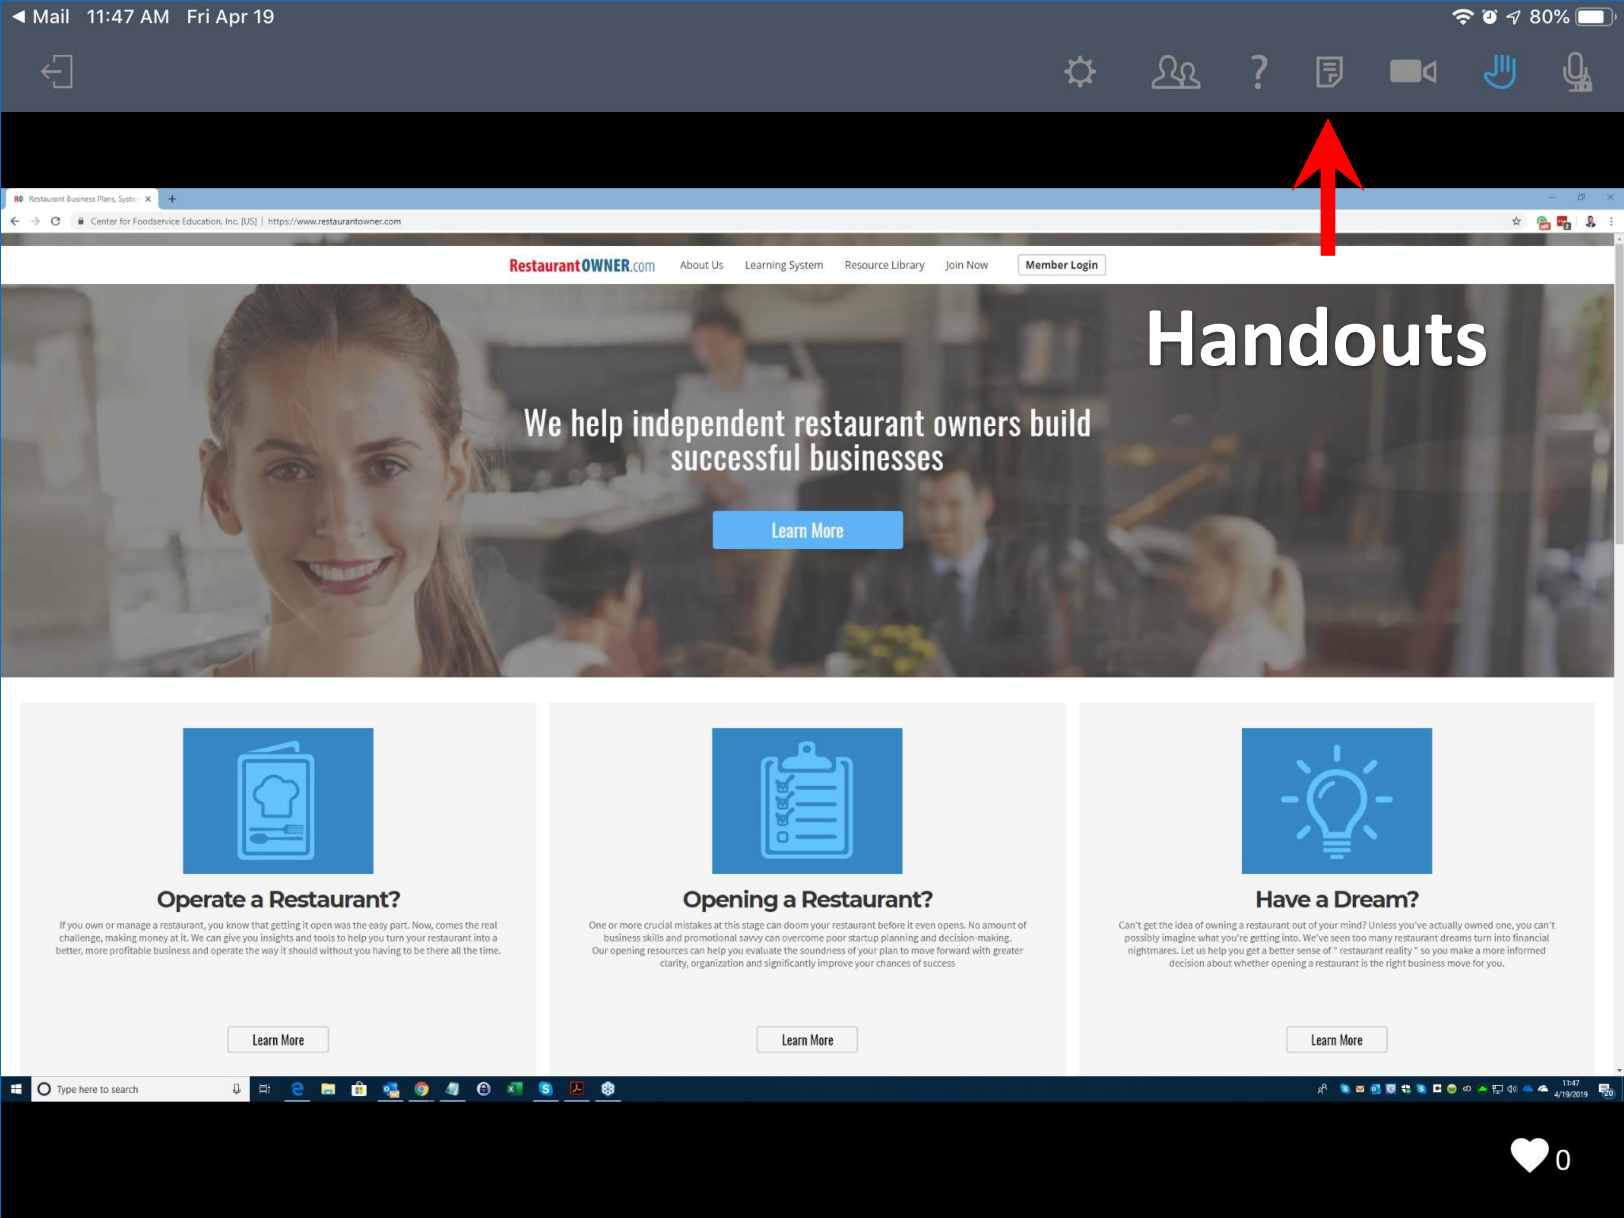 Mail 11:47 AM Fri Apr 19 80%
?
RO Restaurant Business Plans, Syste
Center for Foodservice Education, Inc. [US] | https://www.restaurantowner.com
RestaurantOWNER.com About Us Learning System Resource Library Join Now Member Login
Handouts
We help independent restaurant owners build
successful businesses
Learn More
Operate a Restaurant?
If you own or manage a restaurant, you know that getting it open was the easy part. Now, comes the real
challenge, making money at it. We can give you insights and tools to help you turn your restaurant into a
better, more profitable business and operate the way it should without you having to be there all the time.
Learn More
Opening a Restaurant?
One or more crucial mistakes at this stage can doom your restaurant before it even opens. No amount of
business skills and promotional savvy can overcome poor startup planning and decision-making.
Our opening resources can help you evaluate the soundness of your plan to move forward with greater
clarity, organization and significantly improve your chances of success
Learn More
Have a Dream?
Can't get the idea of owning a restaurant out of your mind? Unless you've actually owned one, you can't
possibly imagine what you're getting into. We've seen too many restaurant dreams turn into financial
nightmares. Let us help you get a better sense of " restaurant reality " so you make a more informed
decision about whether opening a restaurant is the right business move for you.
Learn More
Type here to search
11:47
4/19/2019
20
0